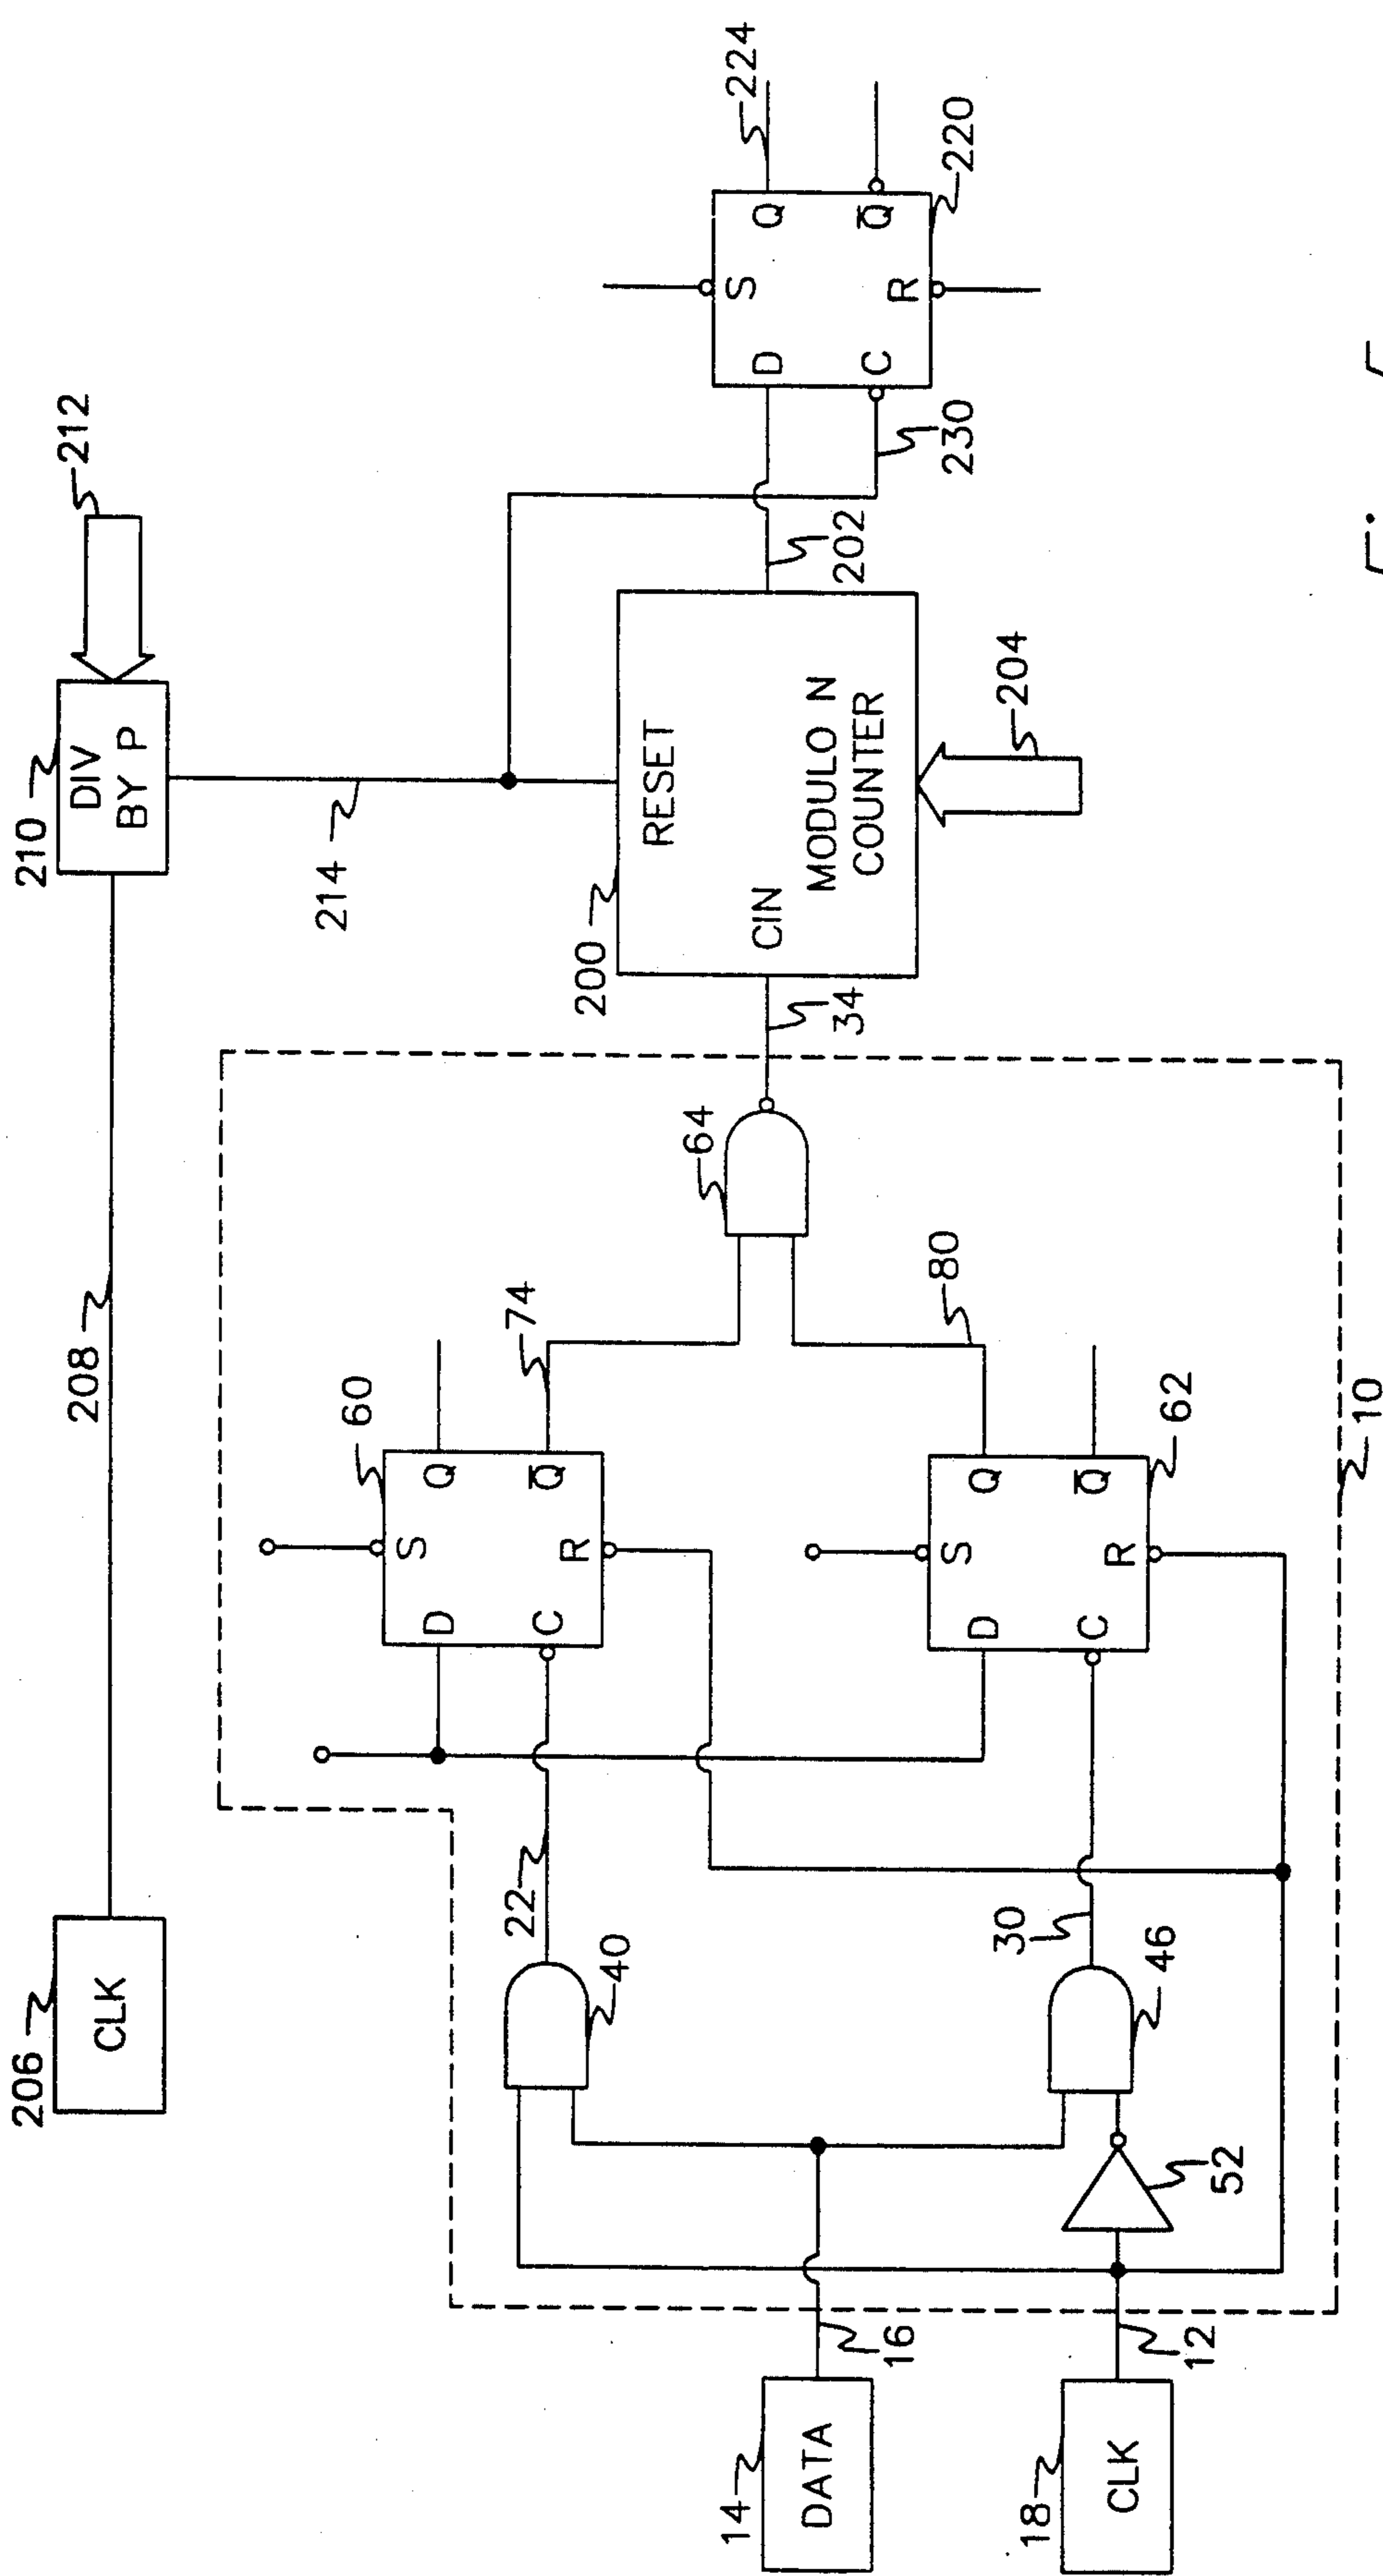 206
CLK
208
210
DIV
BY P
212
214
14
DATA
16
18
CLK
12
22
40
30
46
52
60
D
S
Q
C
R
Q̅
74
62
D
S
Q
C
R
Q̅
80
64
10
34
200
RESET
CIN
MODULO N
COUNTER
202
204
230
D
S
Q
C
R
Q̅
220
224